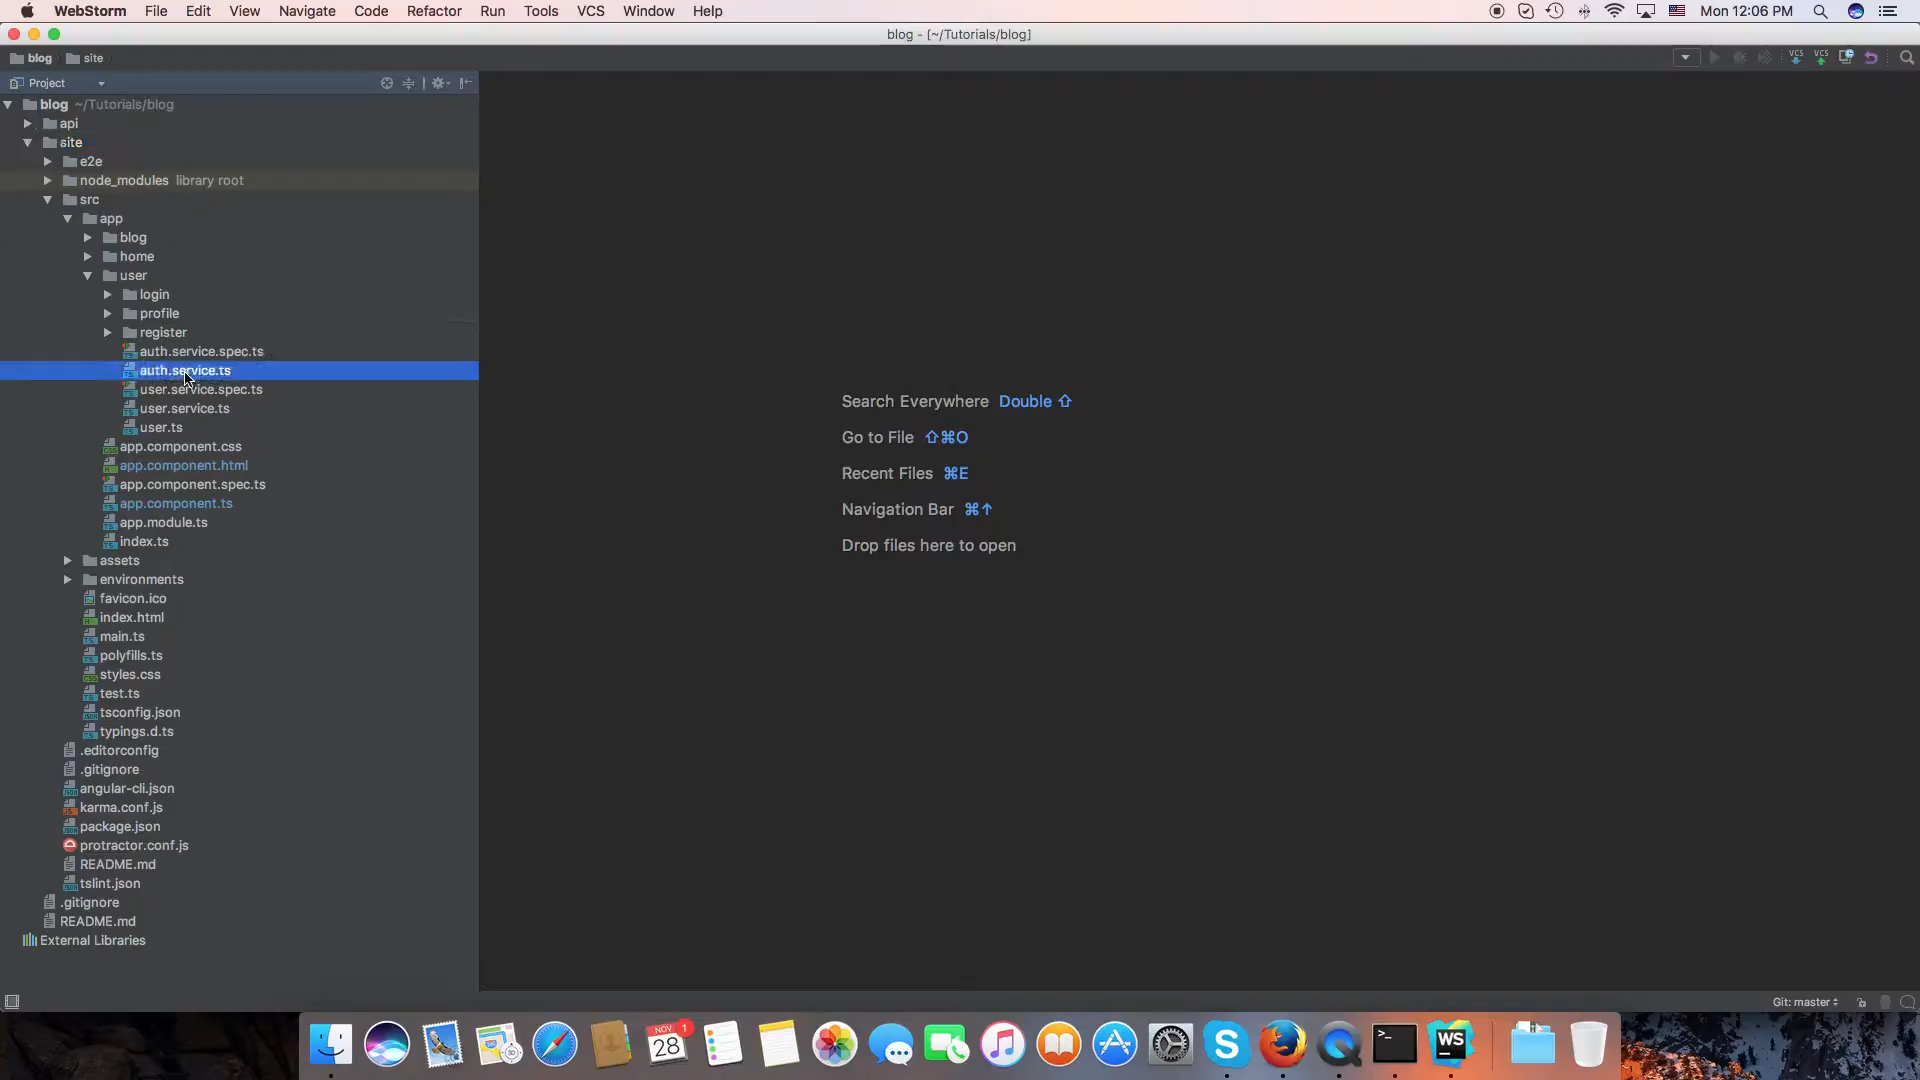 WebStorm File Edit View Navigate Code Refactor Run Tools VCS Window Help Mon 12:06 PM
blog - [~/Tutorials/blog]
blog site VCS VCS
Project
blog ~/Tutorials/blog
api
site
e2e
node_modules library root
src
app
blog
home
user
login
profile
register
auth.service.spec.ts
auth.service.ts
user.service.spec.ts
user.service.ts
user.ts
app.component.css
app.component.html
app.component.spec.ts
app.component.ts
app.module.ts
index.ts
assets
environments
favicon.ico
index.html
main.ts
polyfills.ts
styles.css
test.ts
tsconfig.json
typings.d.ts
.editorconfig
.gitignore
angular-cli.json
karma.conf.js
package.json
protractor.conf.js
README.md
tslint.json
.gitignore
README.md
External Libraries
Search Everywhere Double ⇧
Go to File ⇧⌘O
Recent Files ⌘E
Navigation Bar ⌘↑
Drop files here to open
Git: master
NOV 1
28
WS